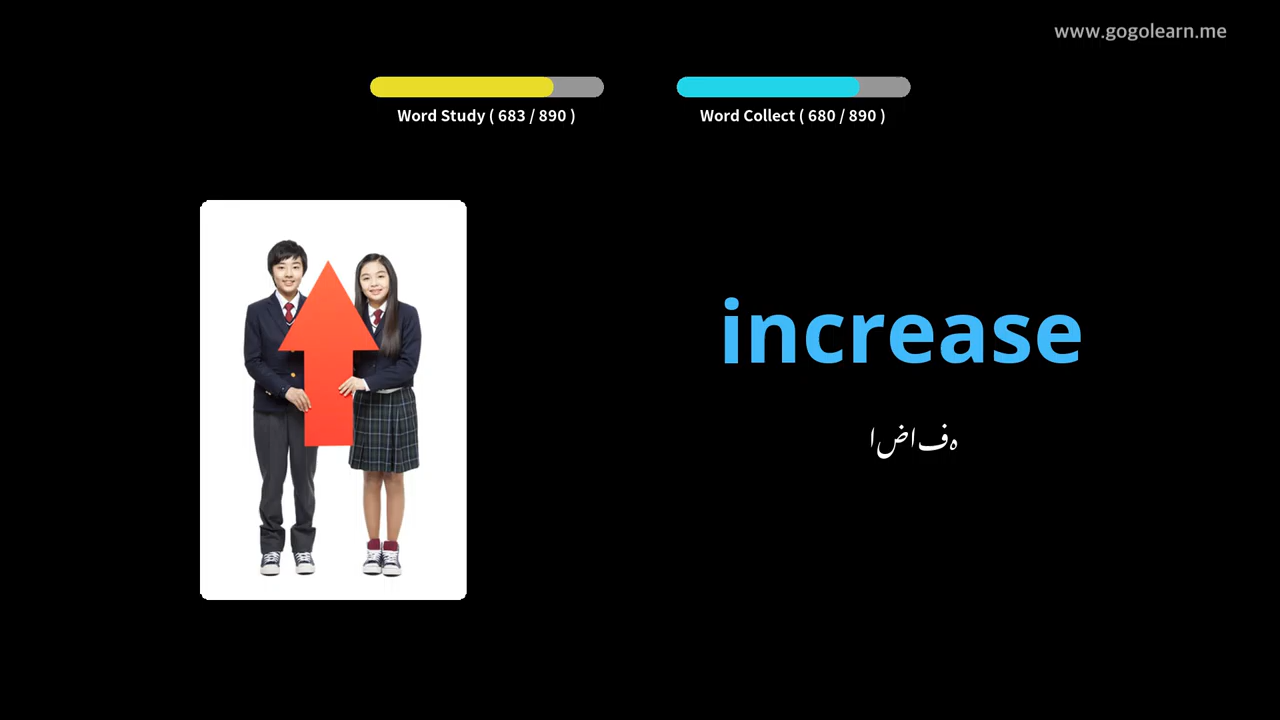 www.gogolearn.me
Word Study ( 683 / 890 )
Word Collect ( 680 / 890 )
increase
اضافہ